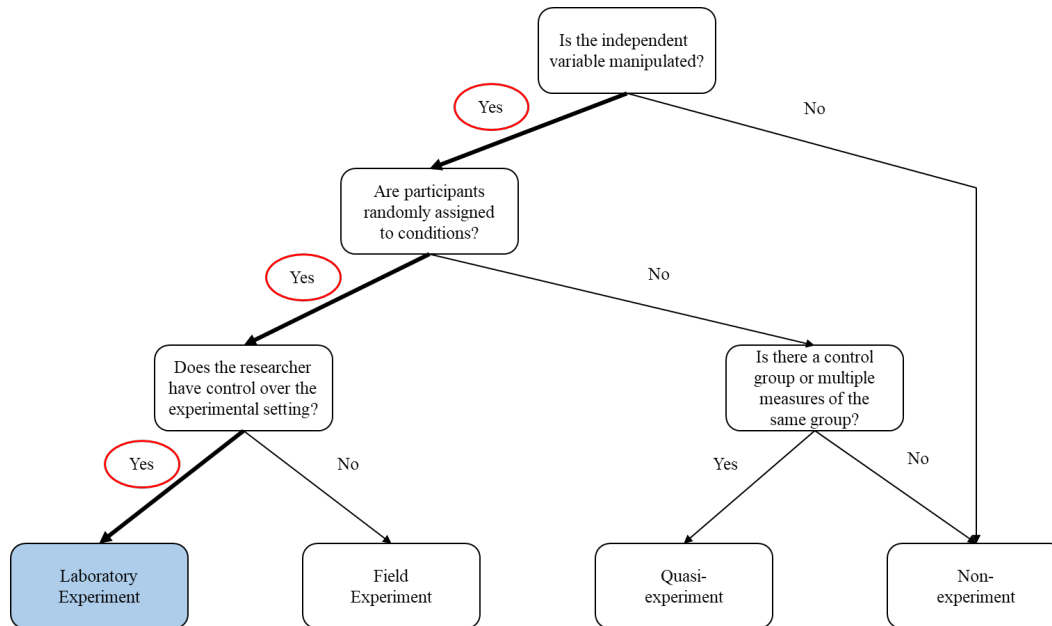 Is the independent
variable manipulated?
Yes
No
Are participants
randomly assigned
to conditions?
Yes
No
Does the researcher
have control over the
experimental setting?
Is there a control
group or multiple
measures of the
same group?
Yes
No
Yes
No
Laboratory
Experiment
Field
Experiment
Quasi-
experiment
Non-
experiment